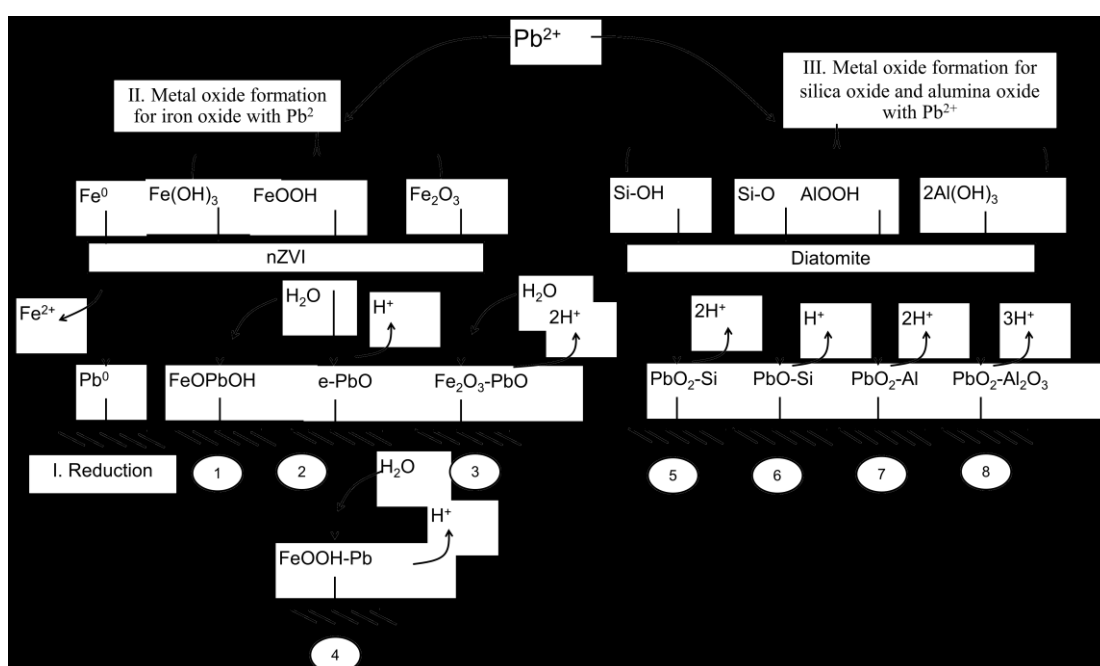 Pb²⁺
II. Metal oxide formation
for iron oxide with Pb²
III. Metal oxide formation for
silica oxide and alumina oxide
with Pb²⁺
Fe⁰
Fe(OH)₃
FeOOH
Fe₂O₃
Si-OH
Si-O
AlOOH
2Al(OH)₃
nZVI
Diatomite
Fe²⁺
H₂O
H⁺
H₂O
2H⁺
2H⁺
H⁺
2H⁺
3H⁺
Pb⁰
FeOPbOH
e-PbO
Fe₂O₃-PbO
PbO₂-Si
PbO-Si
PbO₂-Al
PbO₂-Al₂O₃
I. Reduction
1
2
3
5
6
7
8
H₂O
H⁺
FeOOH-Pb
4